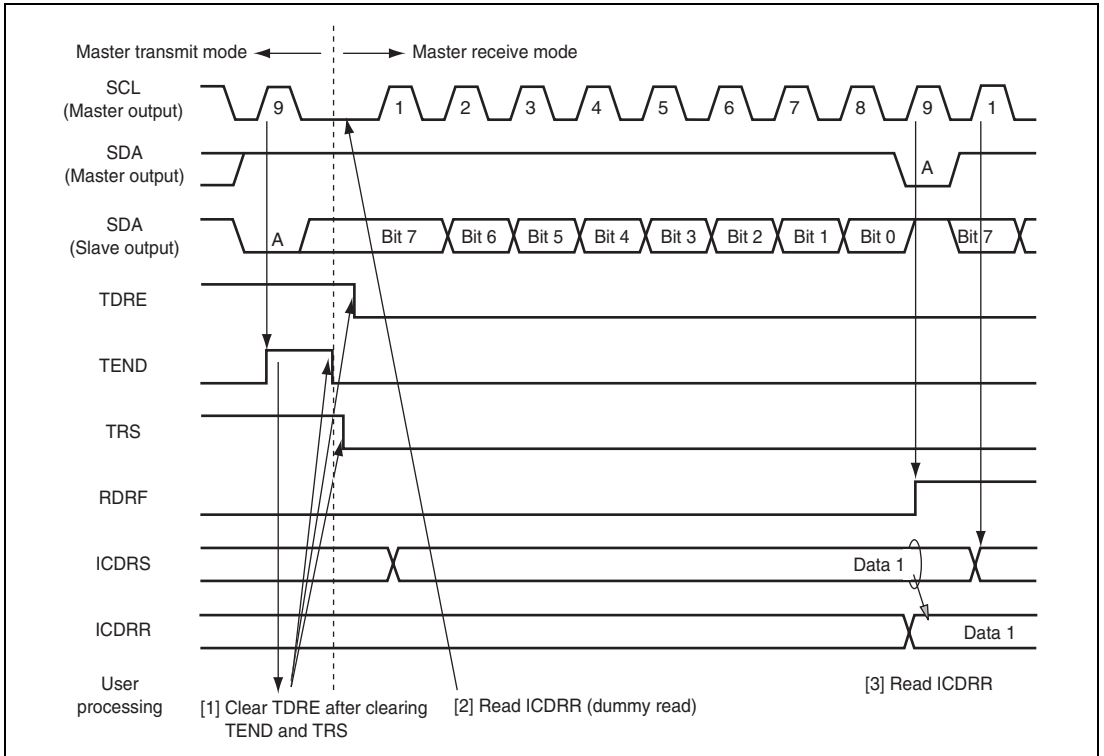 Master transmit mode Master receive mode
SCL
(Master output)
9 1 2 3 4 5 6 7 8 9 1
SDA
(Master output)
A
SDA
(Slave output)
A Bit 7 Bit 6 Bit 5 Bit 4 Bit 3 Bit 2 Bit 1 Bit 0 Bit 7
TDRE
TEND
TRS
RDRF
ICDRS
Data 1
ICDRR
Data 1
User
processing
[1] Clear TDRE after clearing
TEND and TRS
[2] Read ICDRR (dummy read)
[3] Read ICDRR